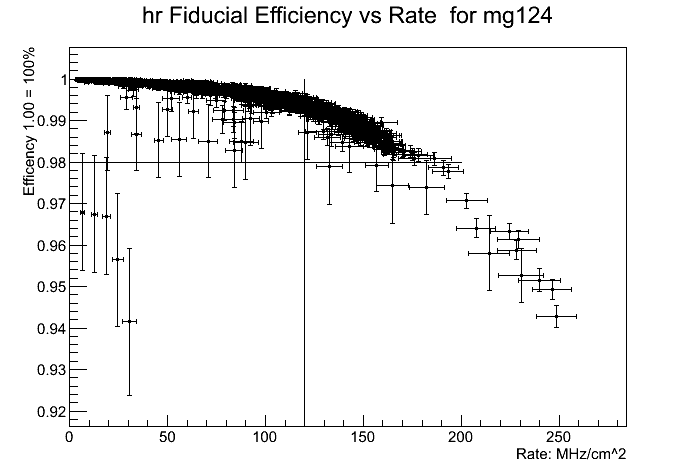 hr Fiducial Efficiency vs Rate for mg124
Efficency 1.00 = 100%
1
0.99
0.98
0.97
0.96
0.95
0.94
0.93
0.92
0 50 100 150 200 250
Rate: MHz/cm^2